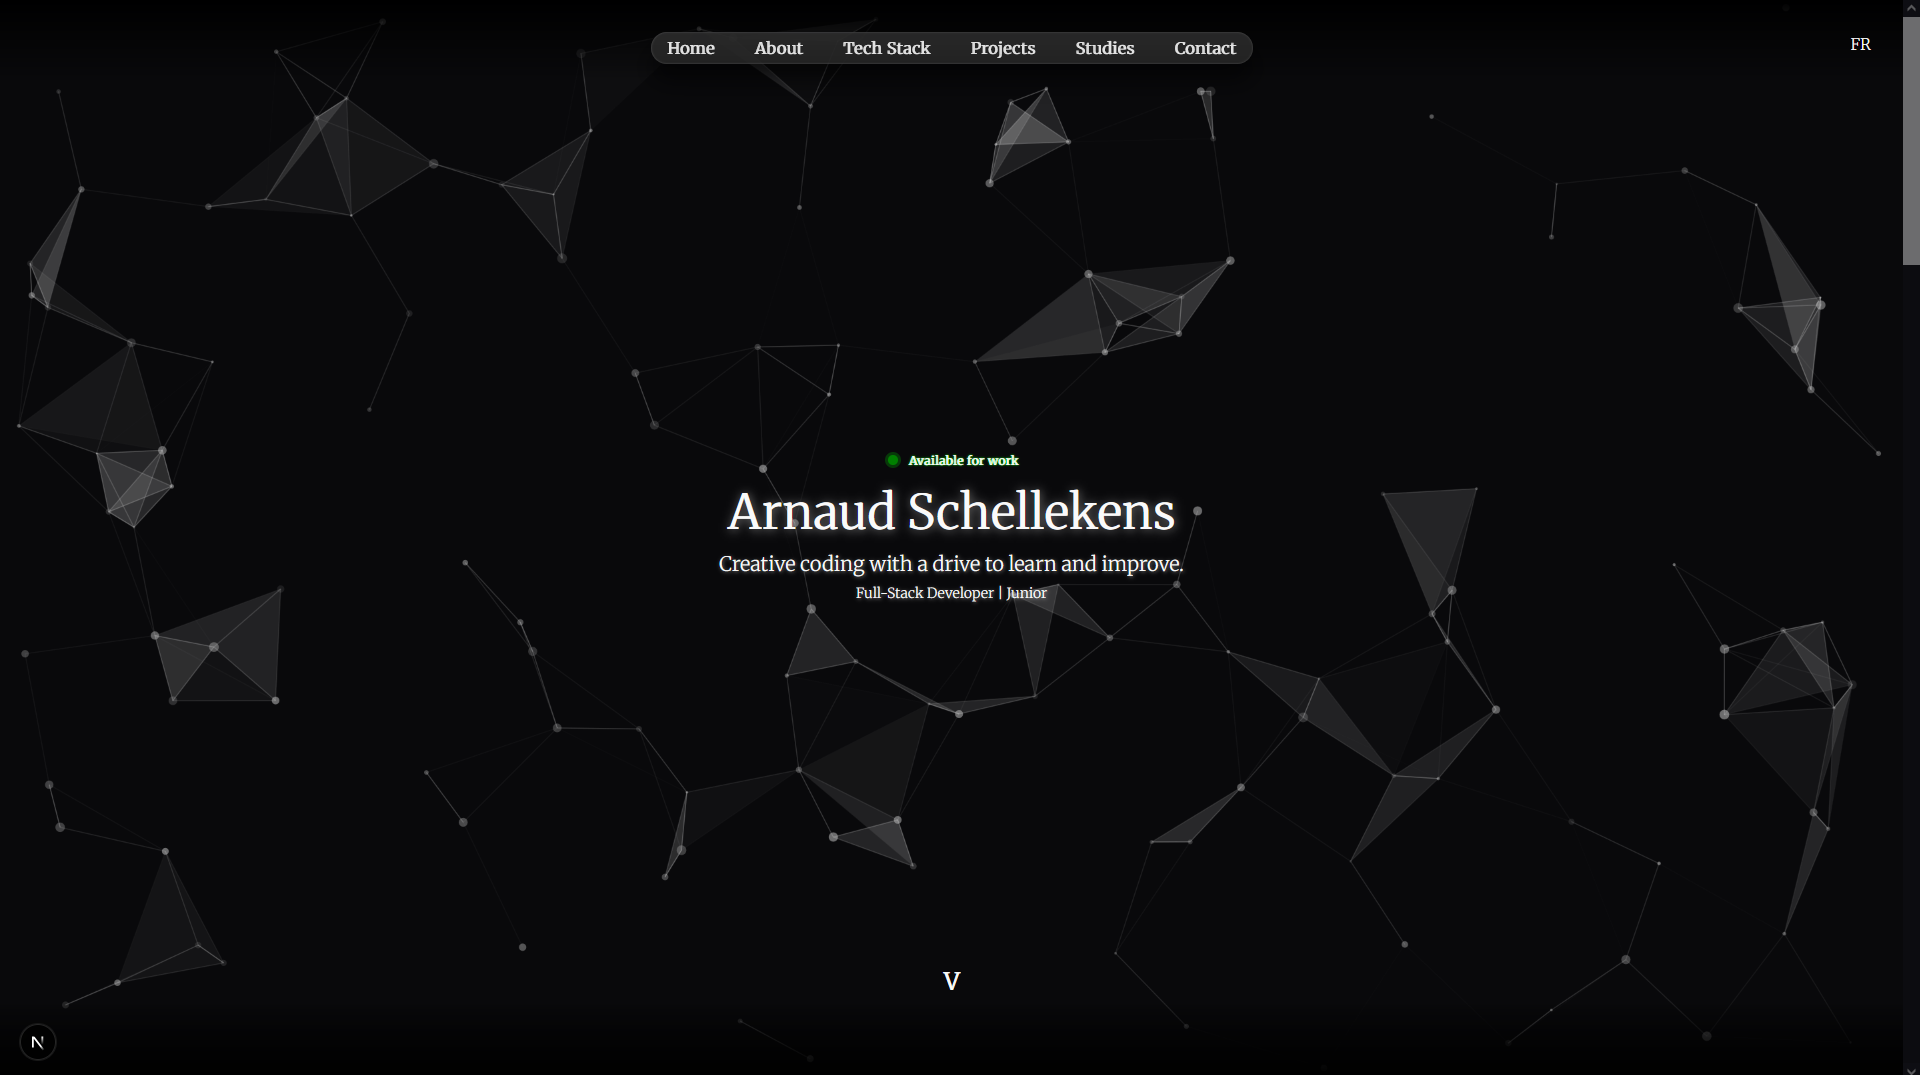 Home About Tech Stack Projects Studies Contact
FR
Available for work
Arnaud Schellekens
Creative coding with a drive to learn and improve.
Full-Stack Developer | Junior
V
N